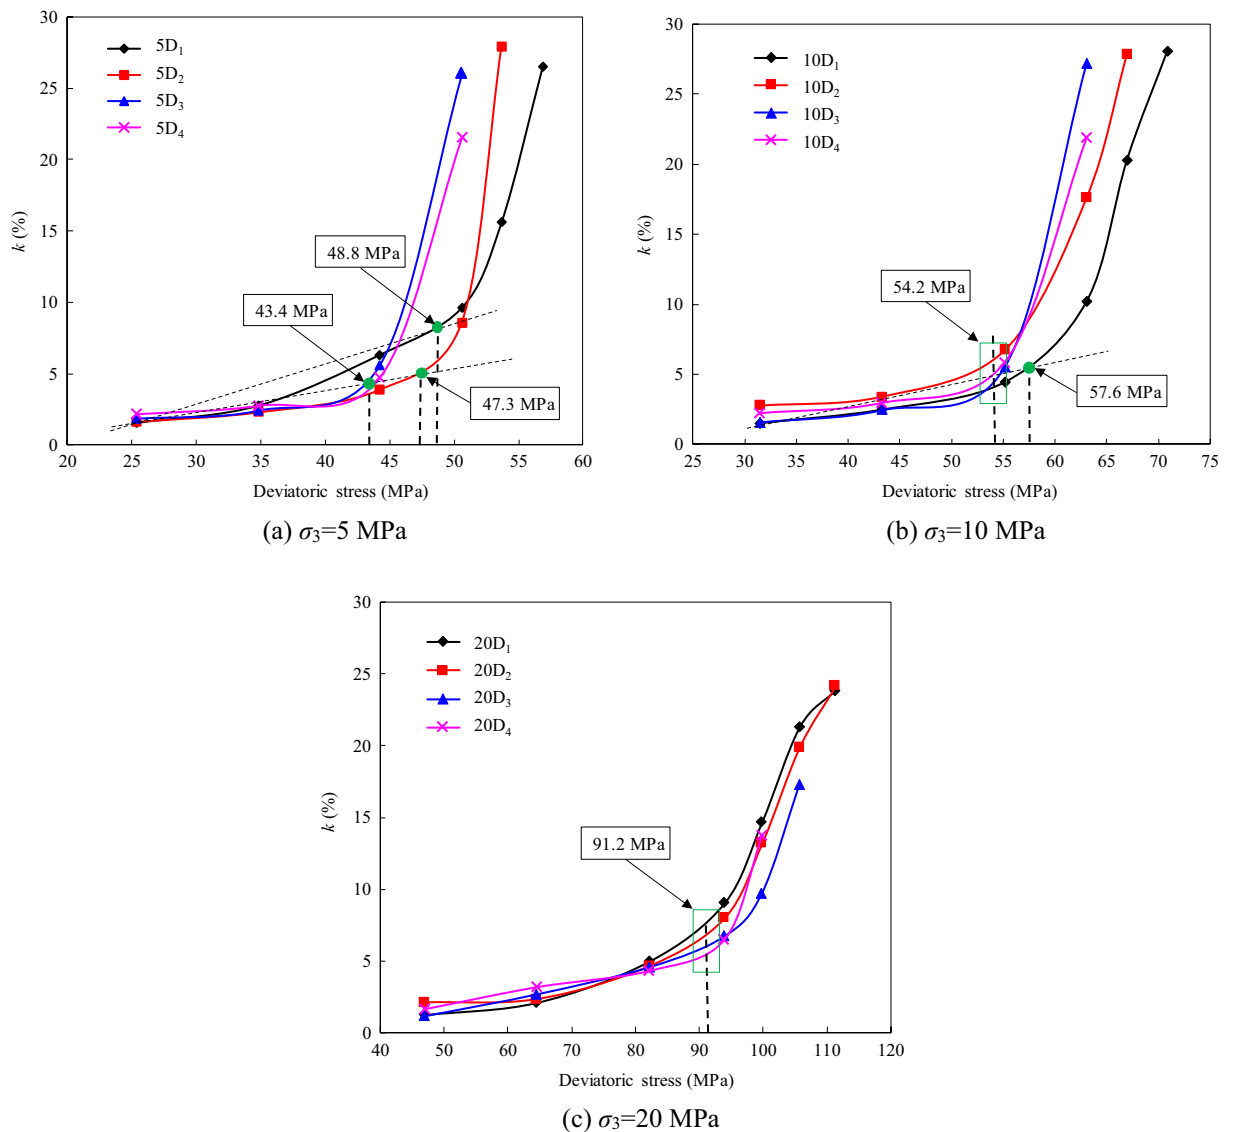 30
25
20
15
10
5
0
k (%)
5D₁
5D₂
5D₃
5D₄
48.8 MPa
43.4 MPa
47.3 MPa
20 25 30 35 40 45 50 55 60
Deviatoric stress (MPa)
(a) σ₃=5 MPa
30
25
20
15
10
5
0
k (%)
10D₁
10D₂
10D₃
10D₄
54.2 MPa
57.6 MPa
25 30 35 40 45 50 55 60 65 70 75
Deviatoric stress (MPa)
(b) σ₃=10 MPa
30
25
20
15
10
5
0
k (%)
20D₁
20D₂
20D₃
20D₄
91.2 MPa
40 50 60 70 80 90 100 110 120
Deviatoric stress (MPa)
(c) σ₃=20 MPa